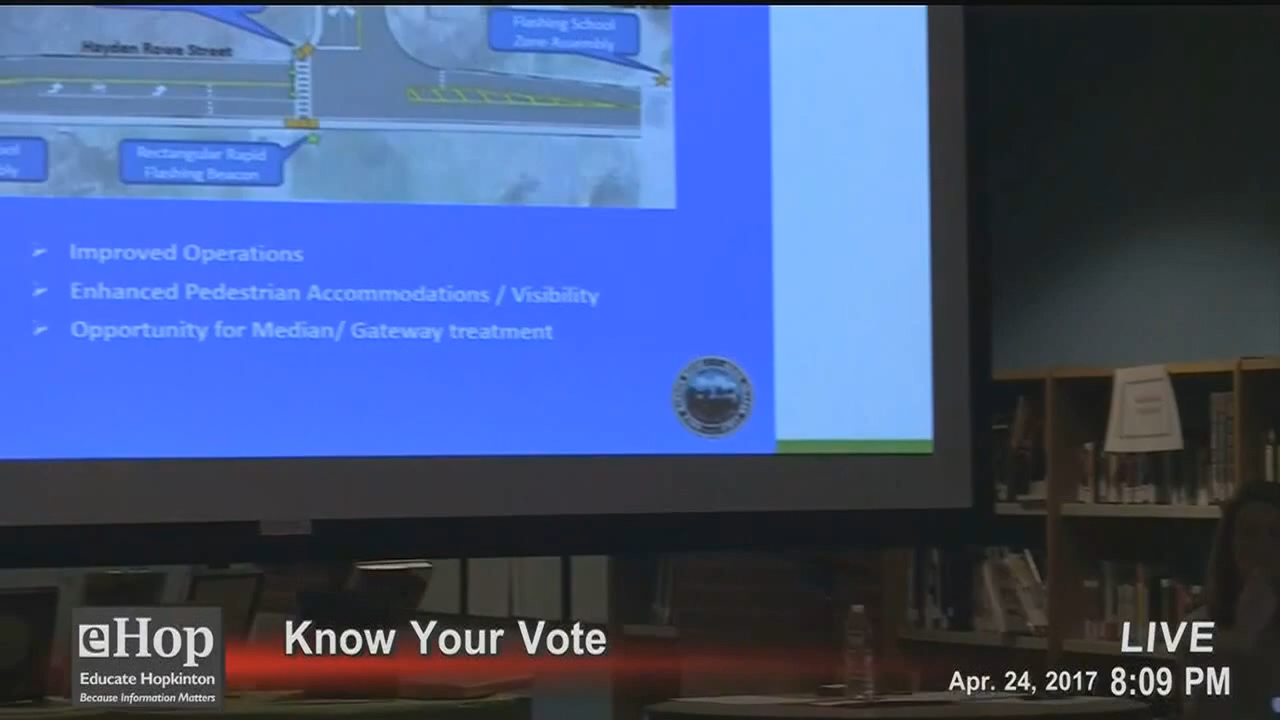 Flashing School
Zone Assembly
Hayden Rowe Street
Rectangular Rapid
Flashing Beacon
➢ Improved Operations
➢ Enhanced Pedestrian Accommodations / Visibility
➢ Opportunity for Median/ Gateway treatment
eHop
Educate Hopkinton
Because Information Matters
Know Your Vote
LIVE
Apr. 24, 2017 8:09 PM